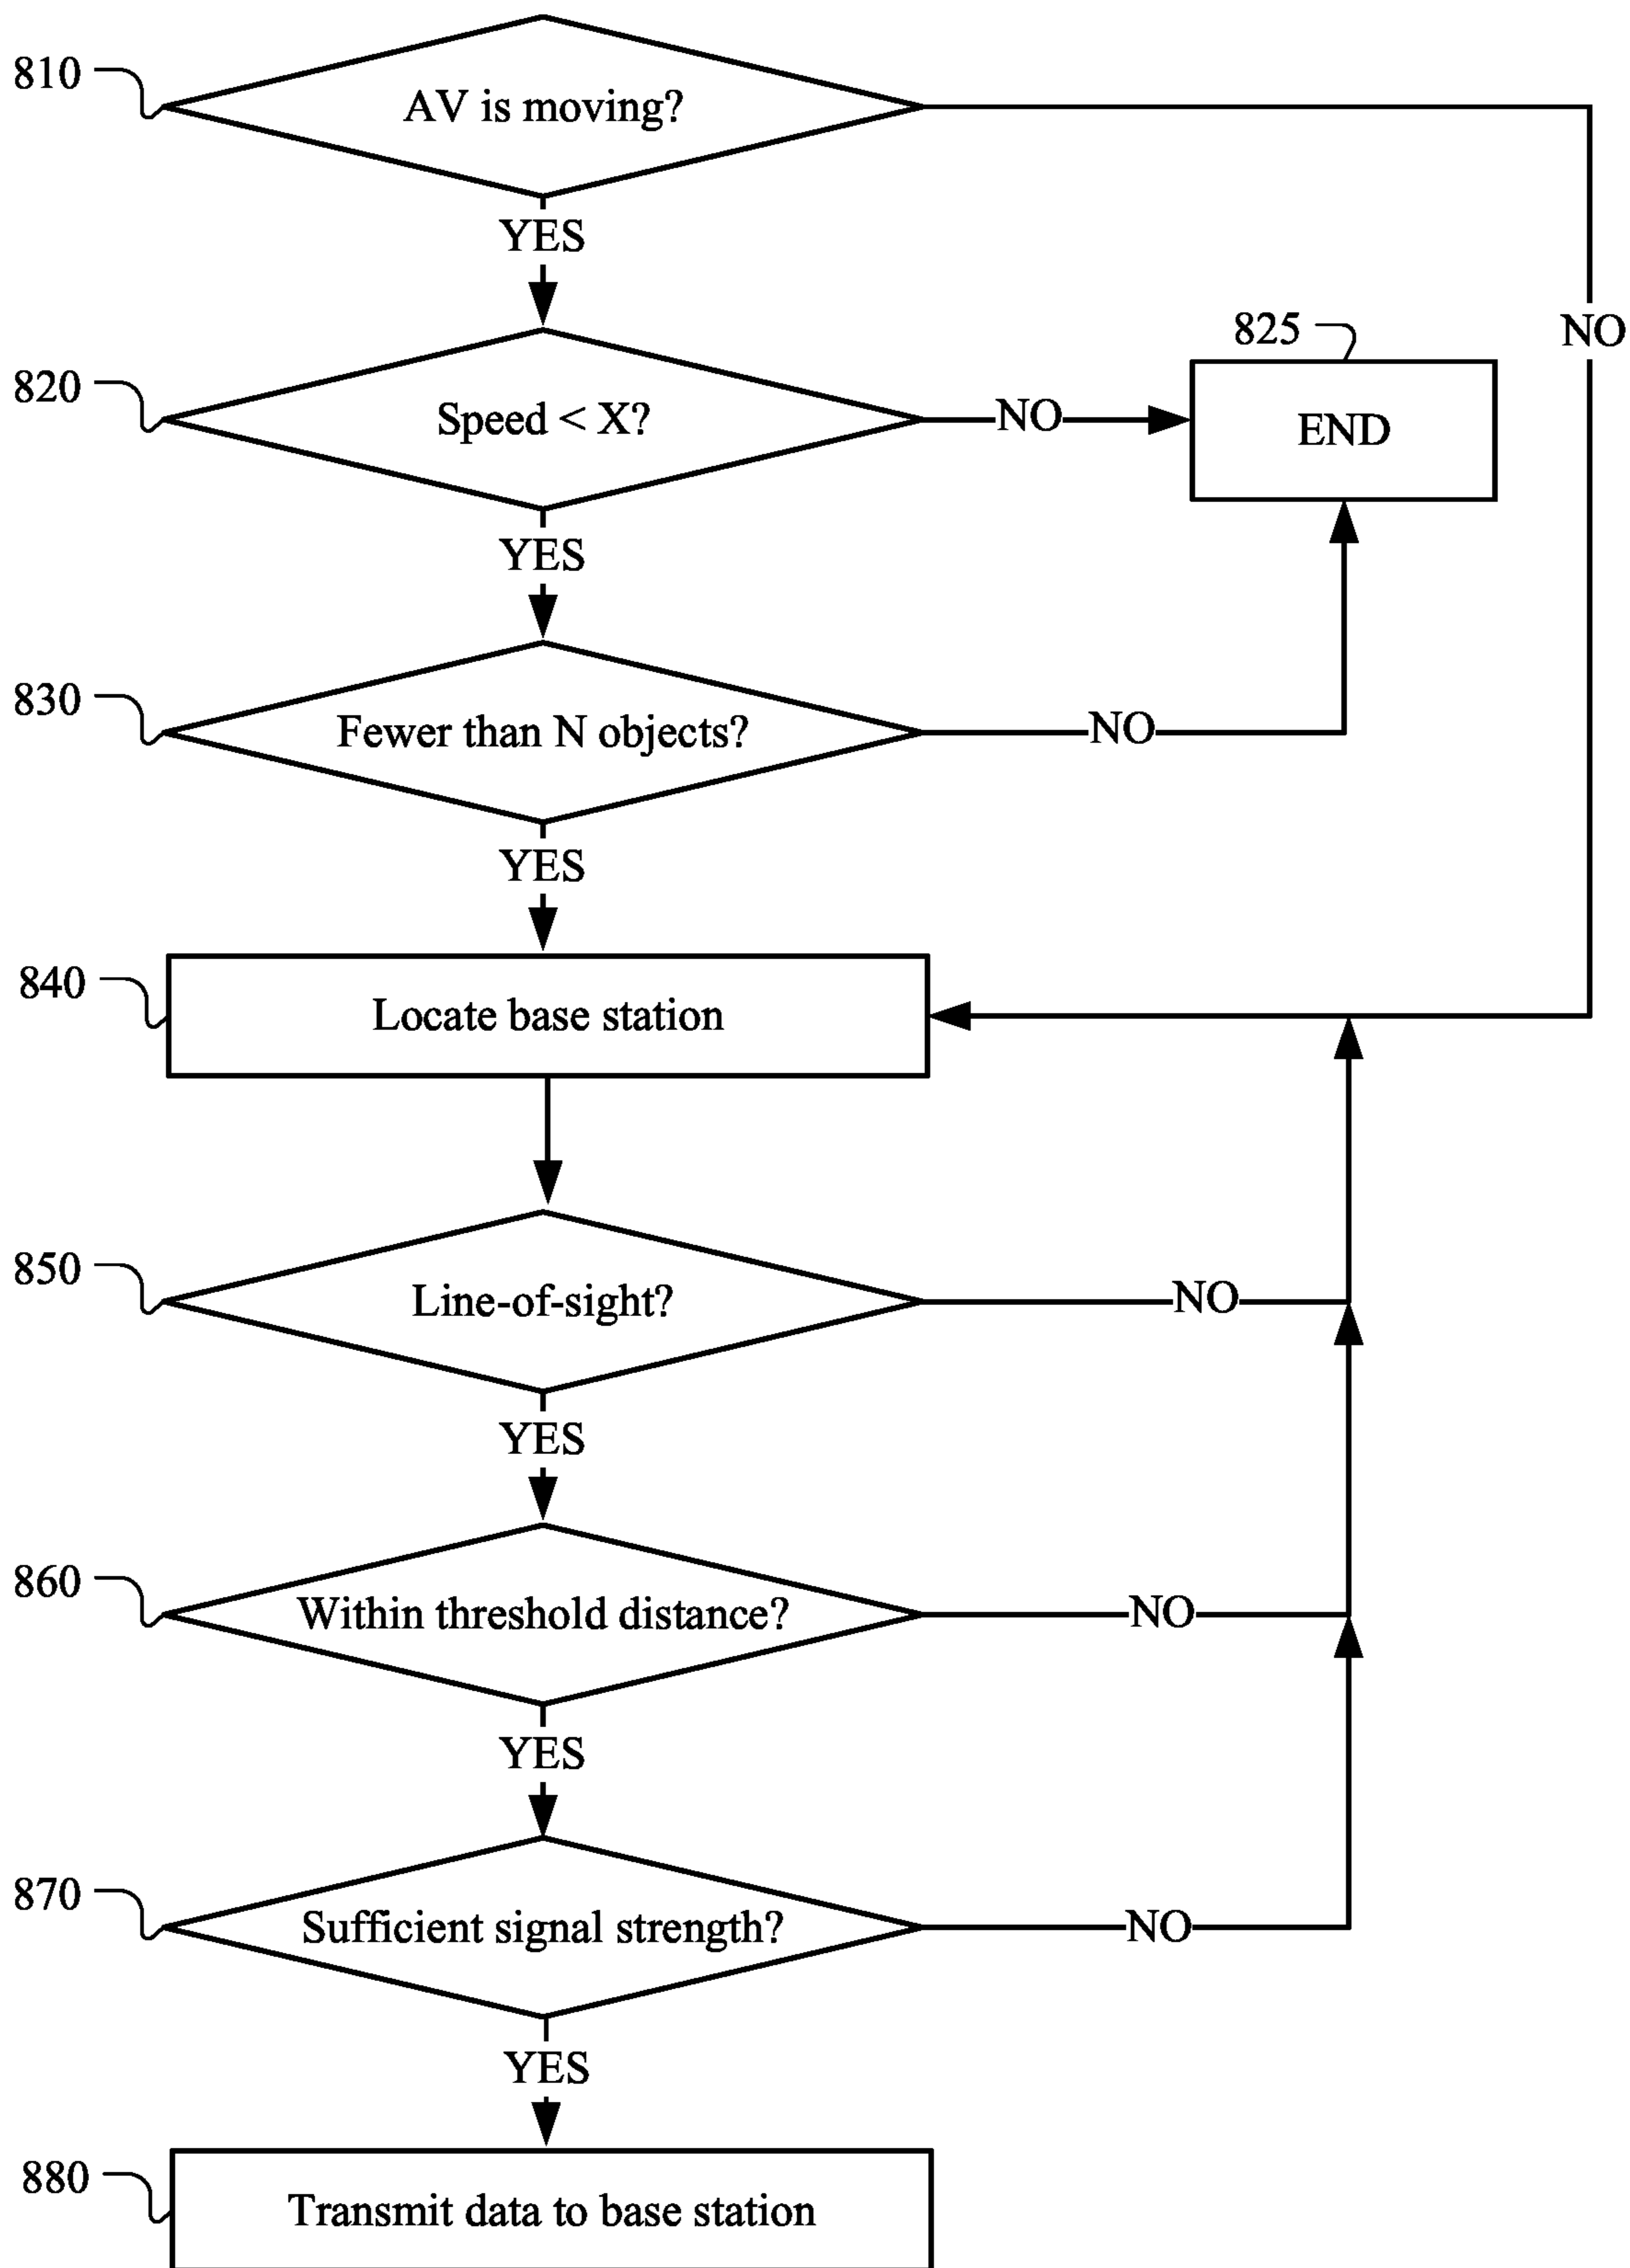 810
AV is moving?
YES
NO
825
820
Speed < X?
NO
END
YES
830
Fewer than N objects?
NO
YES
840
Locate base station
850
Line-of-sight?
NO
YES
860
Within threshold distance?
NO
YES
870
Sufficient signal strength?
NO
YES
880
Transmit data to base station